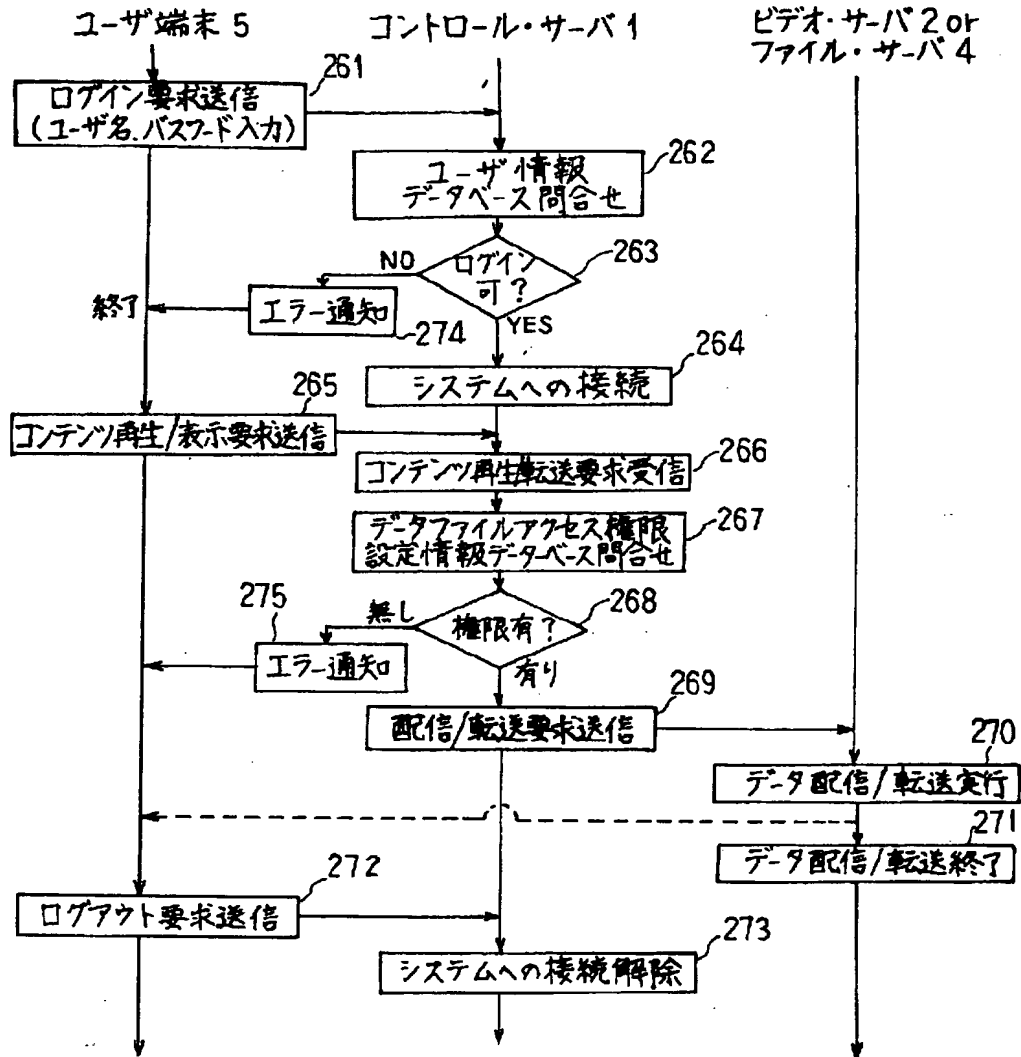 ユーザ端末 5
コントロール・サーバ 1
ビデオ・サーバ 2 or
ファイル・サーバ 4
261
ログイン要求送信
(ユーザ名、パスワード入力)
262
ユーザ情報
データベース問合せ
263
ログイン
可?
NO
YES
エラー通知
274
終了
264
システムへの接続
265
コンテンツ再生/表示要求送信
266
コンテンツ再生/転送要求受信
267
データファイルアクセス権限
設定情報データベース問合せ
268
権限有?
無し
有り
275
エラー通知
269
配信/転送要求送信
270
データ配信/転送実行
271
データ配信/転送終了
272
ログアウト要求送信
273
システムへの接続解除